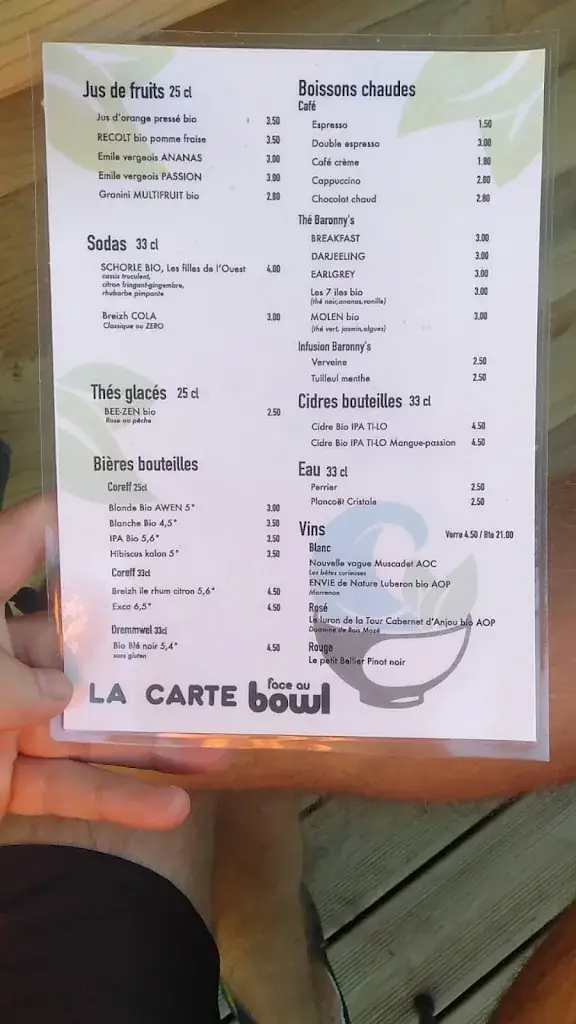 Jus de fruits 25 cl
Jus d'orange pressé bio 3.50
RECOLT bio pomme fraise 3.50
Emile vergeois ANANAS 3.00
Emile vergeois PASSION 3.00
Granini MULTIFRUIT bio 2.80
Sodas 33 cl
SCHORLE BIO, Les filles de l'Ouest 4.00
cassis truculent,
citron fringant-gingembre,
rhubarbe pimpante
Breizh COLA 3.00
Classique ou ZERO
Thés glacés 25 cl
BEE-ZEN bio 2.50
Rose ou pêche
Bières bouteilles
Coreff 25cl
Blonde Bio AWEN 5° 3.00
Blanche Bio 4,5° 3.50
IPA Bio 5,6° 3.50
Hibiscus kalon 5° 3.50
Coreff 33cl
Breizh île rhum citron 5,6° 4.50
Exco 6,5° 4.50
Dremmwel 33cl
Bio Blé noir 5,4° 4.50
sans gluten
Boissons chaudes
Café
Espresso 1.50
Double espresso 3.00
Café crème 1.80
Cappuccino 2.80
Chocolat chaud 2.80
Thé Baronny's
BREAKFAST 3.00
DARJEELING 3.00
EARLGREY 3.00
Les 7 îles bio 3.00
(thé noir,ananas,vanille)
MOLEN bio 3.00
(thé vert, jasmin,algues)
Infusion Baronny's
Verveine 2.50
Tuilleul menthe 2.50
Cidres bouteilles 33 cl
Cidre Bio IPA TI-LO 4.50
Cidre Bio IPA TI-LO Mangue-passion 4.50
Eau 33 cl
Perrier 2.50
Plancoët Cristale 2.50
Vins Verre 4.50 / Bte 21.00
Blanc
Nouvelle vague Muscadet AOC
Les bêtes curieuses
ENVIE de Nature Luberon bio AOP
Marrenon
Rosé
Le luron de la Tour Cabernet d'Anjou bio AOP
Domaine de Bois Mozé
Rouge
Le petit Bellier Pinot noir
LA CARTE face au bowl